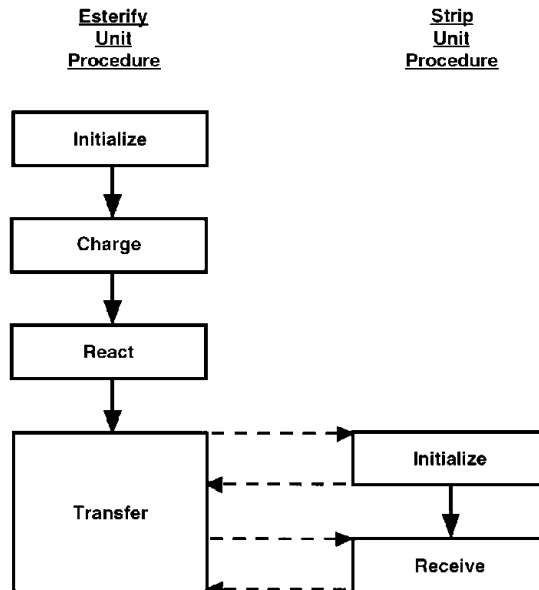 Esterify
Unit
Procedure
Strip
Unit
Procedure
Initialize
Charge
React
Transfer
Initialize
Receive